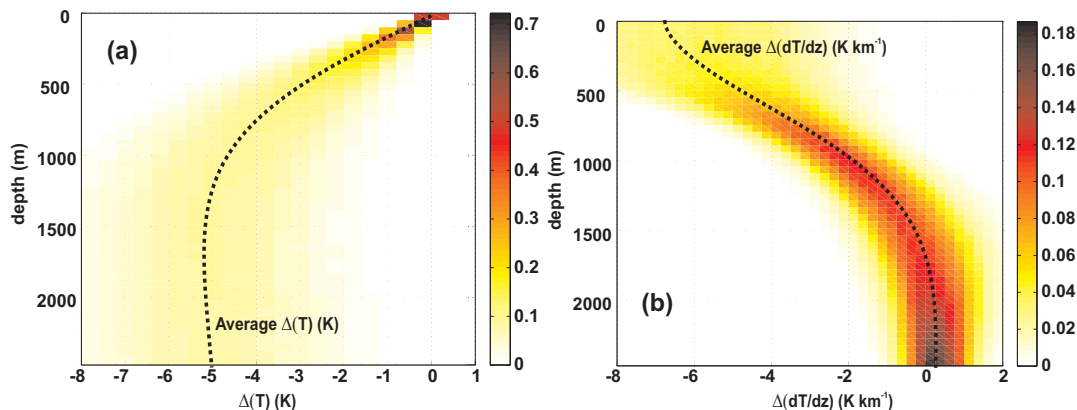 (a)
Average Δ(T) (K)
0
500
1000
1500
2000
depth (m)
-8 -7 -6 -5 -4 -3 -2 -1 0 1
Δ(T) (K)
0.7
0.6
0.5
0.4
0.3
0.2
0.1
0
Average Δ(dT/dz) (K km⁻¹)
(b)
0
500
1000
1500
2000
depth (m)
-8 -6 -4 -2 0 2
Δ(dT/dz) (K km⁻¹)
0.18
0.16
0.14
0.12
0.10
0.08
0.06
0.04
0.02
0